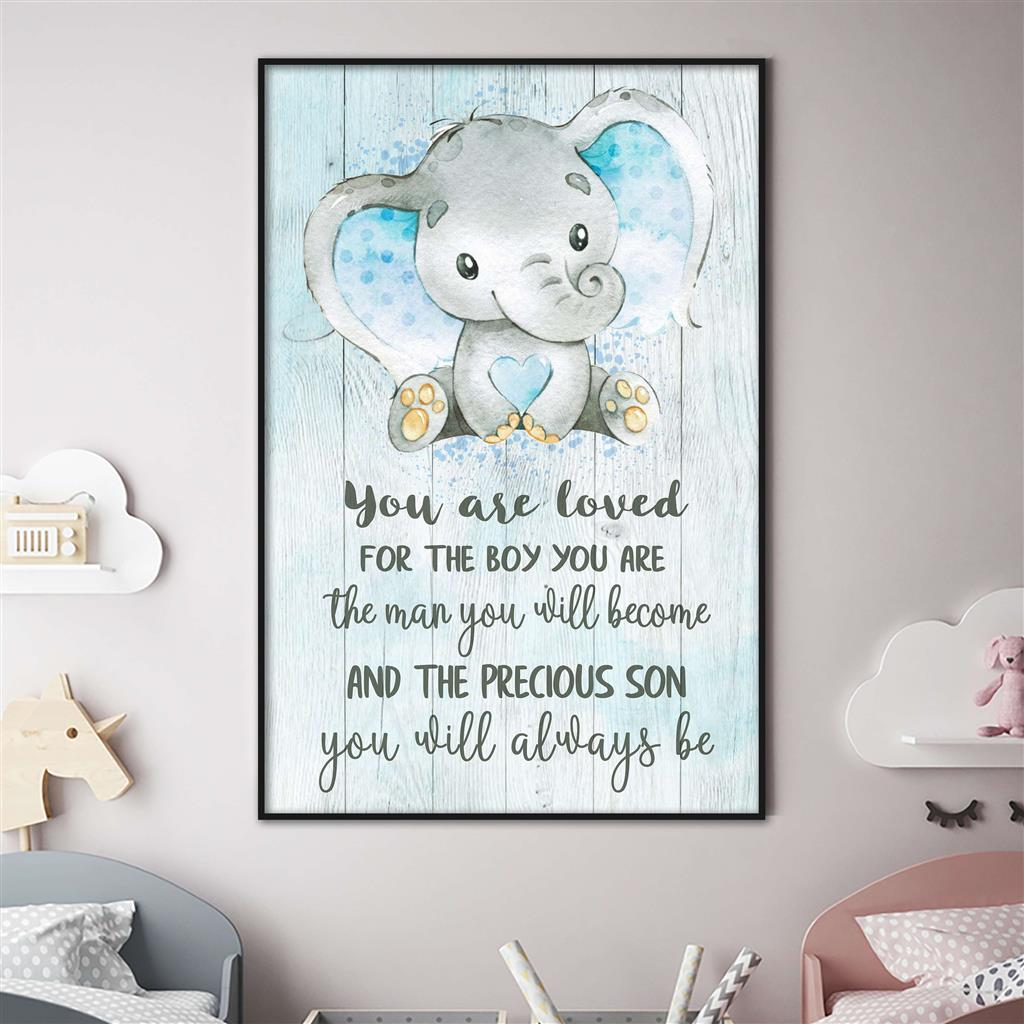 You are loved
FOR THE BOY YOU ARE
the man you will become
AND THE PRECIOUS SON
you will always be